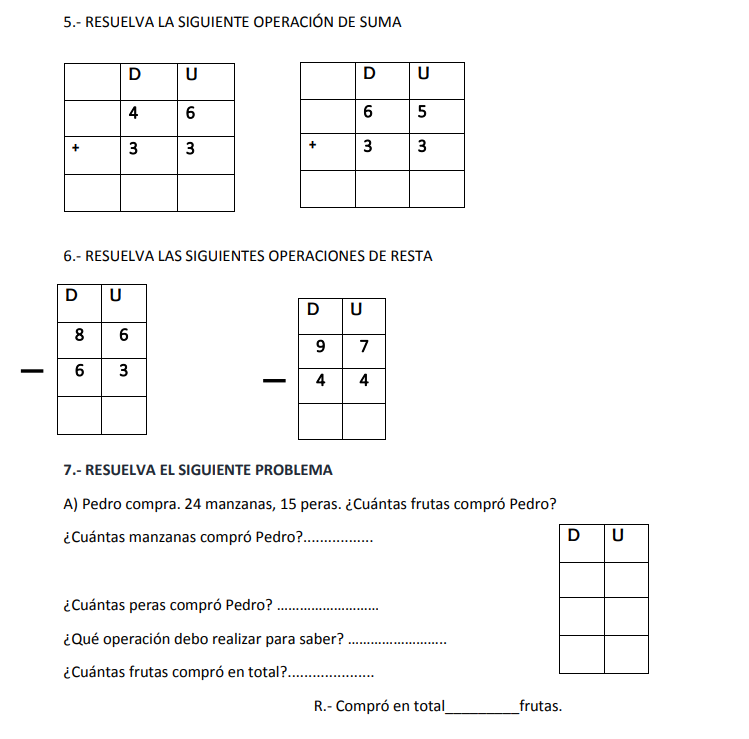 5.- RESUELVA LA SIGUIENTE OPERACIÓN DE SUMA
D U D U
4 6 6 5
+ 3 3 + 3 3
6.- RESUELVA LAS SIGUIENTES OPERACIONES DE RESTA
D U D U
8 6 9 7
— 6 3 — 4 4
7.- RESUELVA EL SIGUIENTE PROBLEMA
A) Pedro compra. 24 manzanas, 15 peras. ¿Cuántas frutas compró Pedro?
¿Cuántas manzanas compró Pedro?................. D U
¿Cuántas peras compró Pedro? ..........................
¿Qué operación debo realizar para saber? .........................
¿Cuántas frutas compró en total?.....................
R.- Compró en total_________frutas.